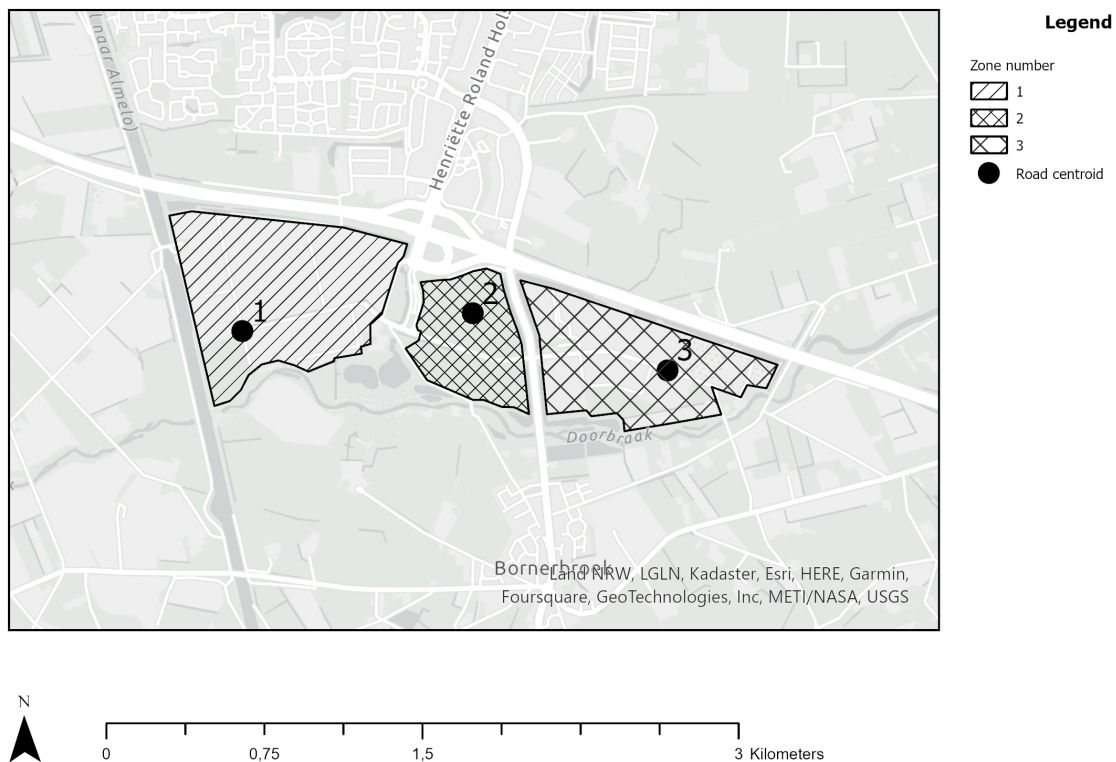 Legend
Zone number
1
2
3
Road centroid
naar Almelo)
Henriëtte Roland Hols
1
2
3
Doorbraak
Bornerbroek
Land NRW, LGLN, Kadaster, Esri, HERE, Garmin,
Foursquare, GeoTechnologies, Inc, METI/NASA, USGS
N
0 0,75 1,5 3 Kilometers